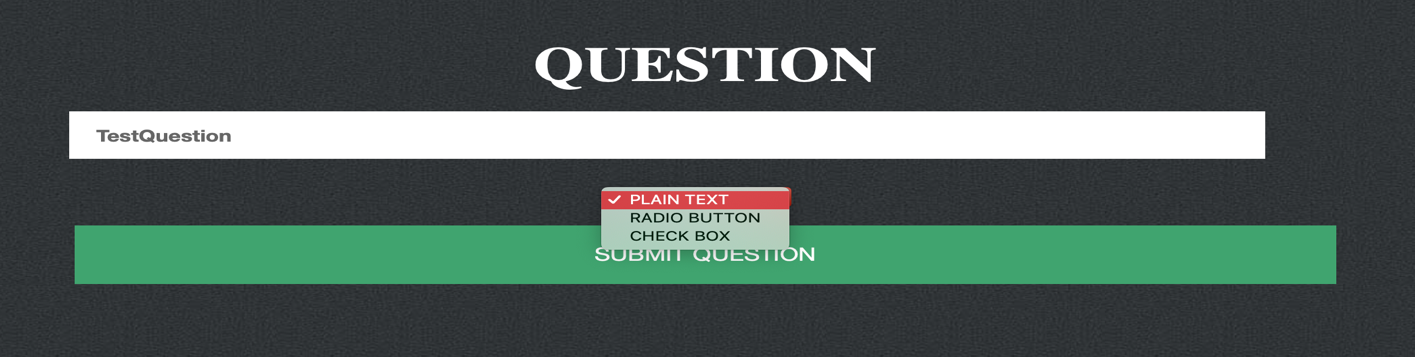 QUESTION
TestQuestion
✓ PLAIN TEXT
RADIO BUTTON
CHECK BOX
SUBMIT QUESTION